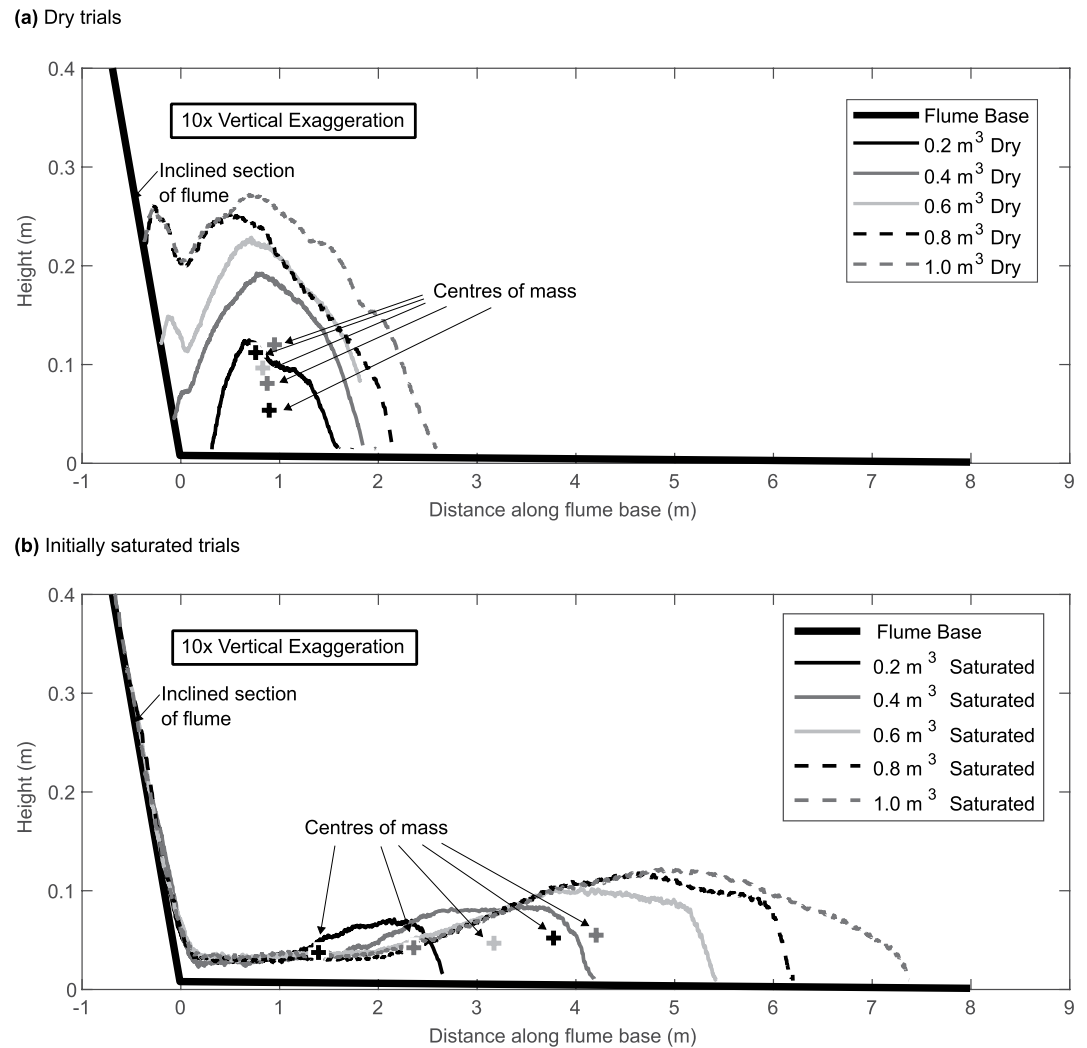 (a) Dry trials
0.4
0.3
0.2
0.1
0
Height (m)
10x Vertical Exaggeration
Inclined section
of flume
Centres of mass
Flume Base
0.2 m³ Dry
0.4 m³ Dry
0.6 m³ Dry
0.8 m³ Dry
1.0 m³ Dry
-1 0 1 2 3 4 5 6 7 8 9
Distance along flume base (m)
(b) Initially saturated trials
0.4
0.3
0.2
0.1
0
Height (m)
10x Vertical Exaggeration
Inclined section
of flume
Centres of mass
Flume Base
0.2 m³ Saturated
0.4 m³ Saturated
0.6 m³ Saturated
0.8 m³ Saturated
1.0 m³ Saturated
-1 0 1 2 3 4 5 6 7 8 9
Distance along flume base (m)